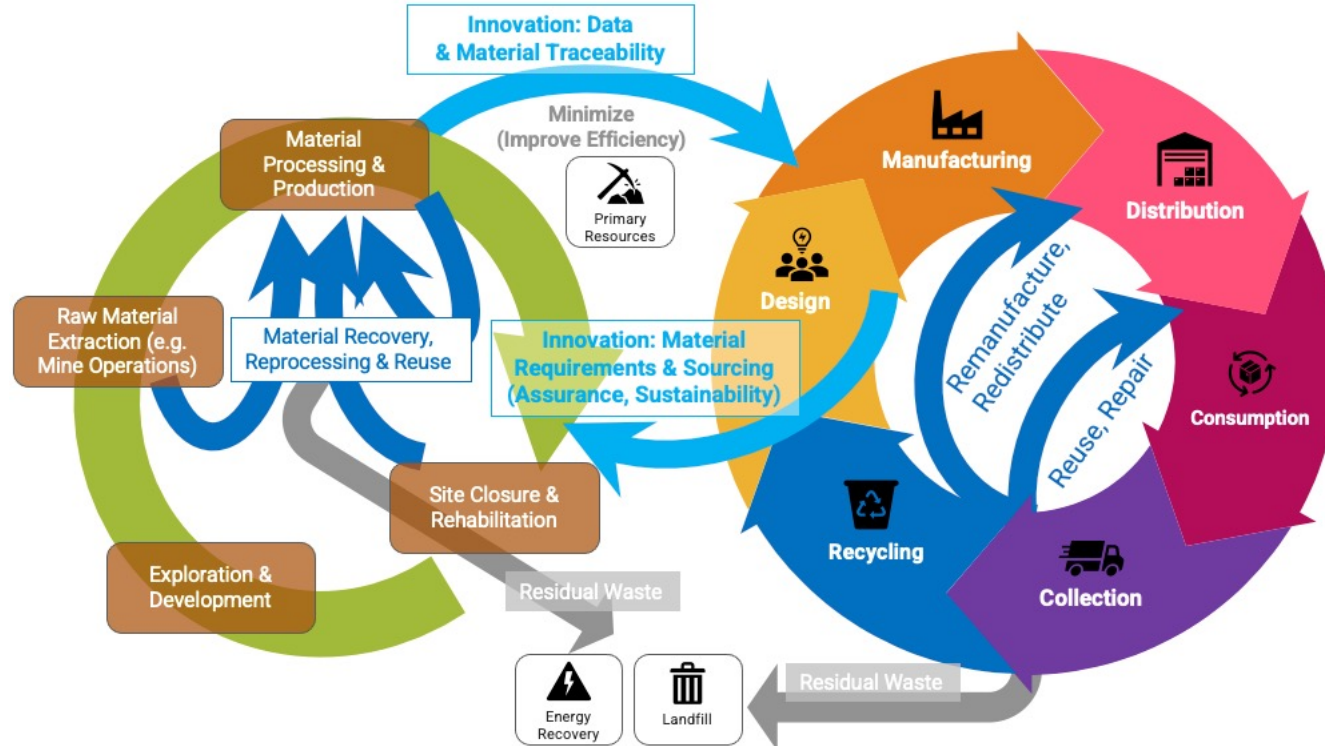 Innovation: Data
& Material Traceability
Minimize
(Improve Efficiency)
Primary
Resources
Material
Processing &
Production
Raw Material
Extraction (e.g.
Mine Operations)
Material Recovery,
Reprocessing & Reuse
Innovation: Material
Requirements & Sourcing
(Assurance, Sustainability)
Site Closure &
Rehabilitation
Exploration &
Development
Residual Waste
Energy
Recovery
Landfill
Residual Waste
Design
Manufacturing
Distribution
Consumption
Collection
Recycling
Remanufacture,
Redistribute
Reuse, Repair